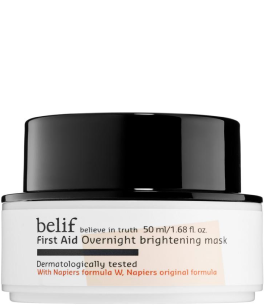 belif believe in truth 50 ml/1.68 fl. oz.
First Aid Overnight brightening mask
Dermatologically tested
With Napiers formula W, Napiers original formula